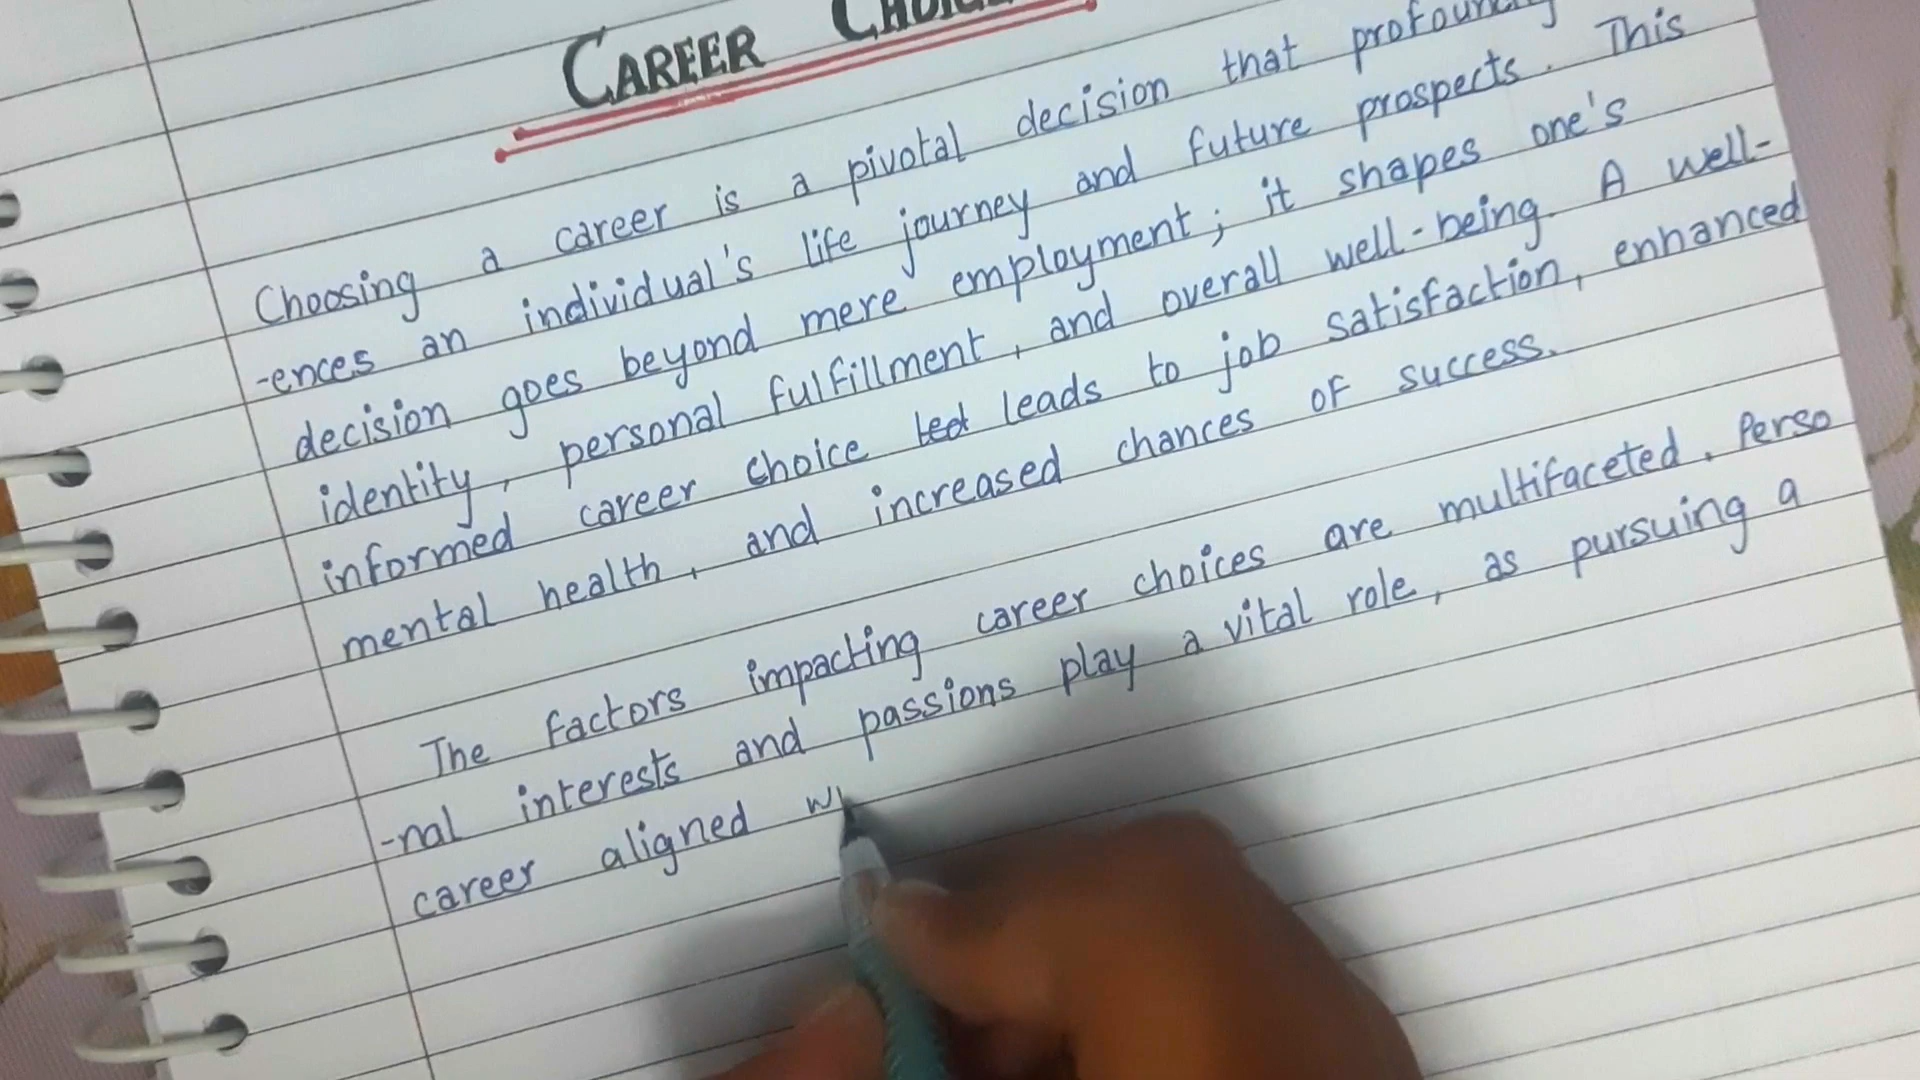 CAREER
Choosing a career is a pivotal decision that
-ences an individual's life journey and future prospects. This
decision goes beyond mere employment; it shapes one's
identity, personal fulfillment, and overall well-being. A well-
informed career choice led leads to job satisfaction, enhanced
mental health, and increased chances of success.
The factors impacting career choices are multifaceted. Perso
-nal interests and passions play a vital role, as pursuing a
career aligned